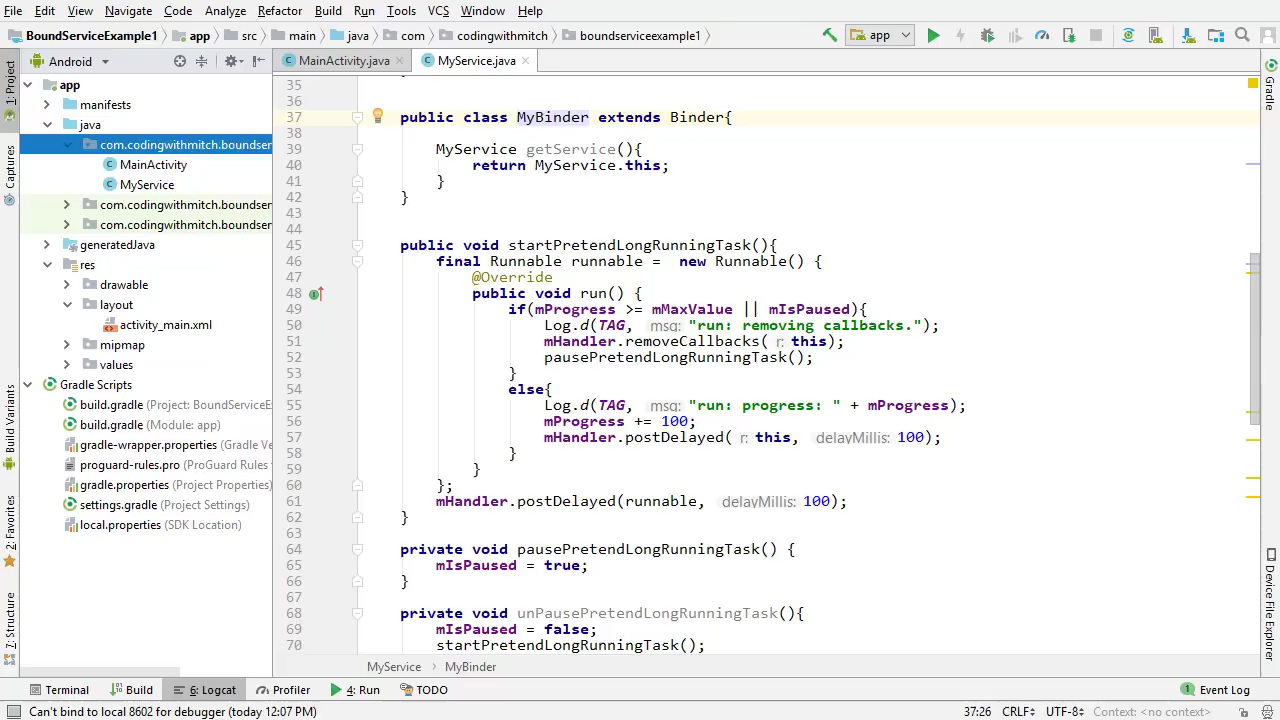 File Edit View Navigate Code Analyze Refactor Build Run Tools VCS Window Help
BoundServiceExample1 app src main java com codingwithmitch boundserviceexample1 app
Android MainActivity.java MyService.java
1: Project
Captures
Build Variants
2: Favorites
7: Structure
app
manifests
java
com.codingwithmitch.boundser
MainActivity
MyService
com.codingwithmitch.boundser
com.codingwithmitch.boundser
generatedJava
res
drawable
layout
activity_main.xml
mipmap
values
Gradle Scripts
build.gradle (Project: BoundServiceE
build.gradle (Module: app)
gradle-wrapper.properties (Gradle Ve
proguard-rules.pro (ProGuard Rules
gradle.properties (Project Properties)
settings.gradle (Project Settings)
local.properties (SDK Location)
35
36
37 public class MyBinder extends Binder{
38
39 MyService getService(){
40 return MyService.this;
41 }
42 }
43
44
45 public void startPretendLongRunningTask(){
46 final Runnable runnable = new Runnable() {
47 @Override
48 public void run() {
49 if(mProgress >= mMaxValue || mIsPaused){
50 Log.d(TAG, msg: "run: removing callbacks.");
51 mHandler.removeCallbacks( r: this);
52 pausePretendLongRunningTask();
53 }
54 else{
55 Log.d(TAG, msg: "run: progress: " + mProgress);
56 mProgress += 100;
57 mHandler.postDelayed( r: this, delayMillis: 100);
58 }
59 }
60 };
61 mHandler.postDelayed(runnable, delayMillis: 100);
62 }
63
64 private void pausePretendLongRunningTask() {
65 mIsPaused = true;
66 }
67
68 private void unPausePretendLongRunningTask(){
69 mIsPaused = false;
70 startPretendLongRunningTask();
MyService MyBinder
Gradle
Device File Explorer
Terminal Build 6: Logcat Profiler 4: Run TODO 1 Event Log
Can't bind to local 8602 for debugger (today 12:07 PM) 37:26 CRLF UTF-8 Context: <no context>